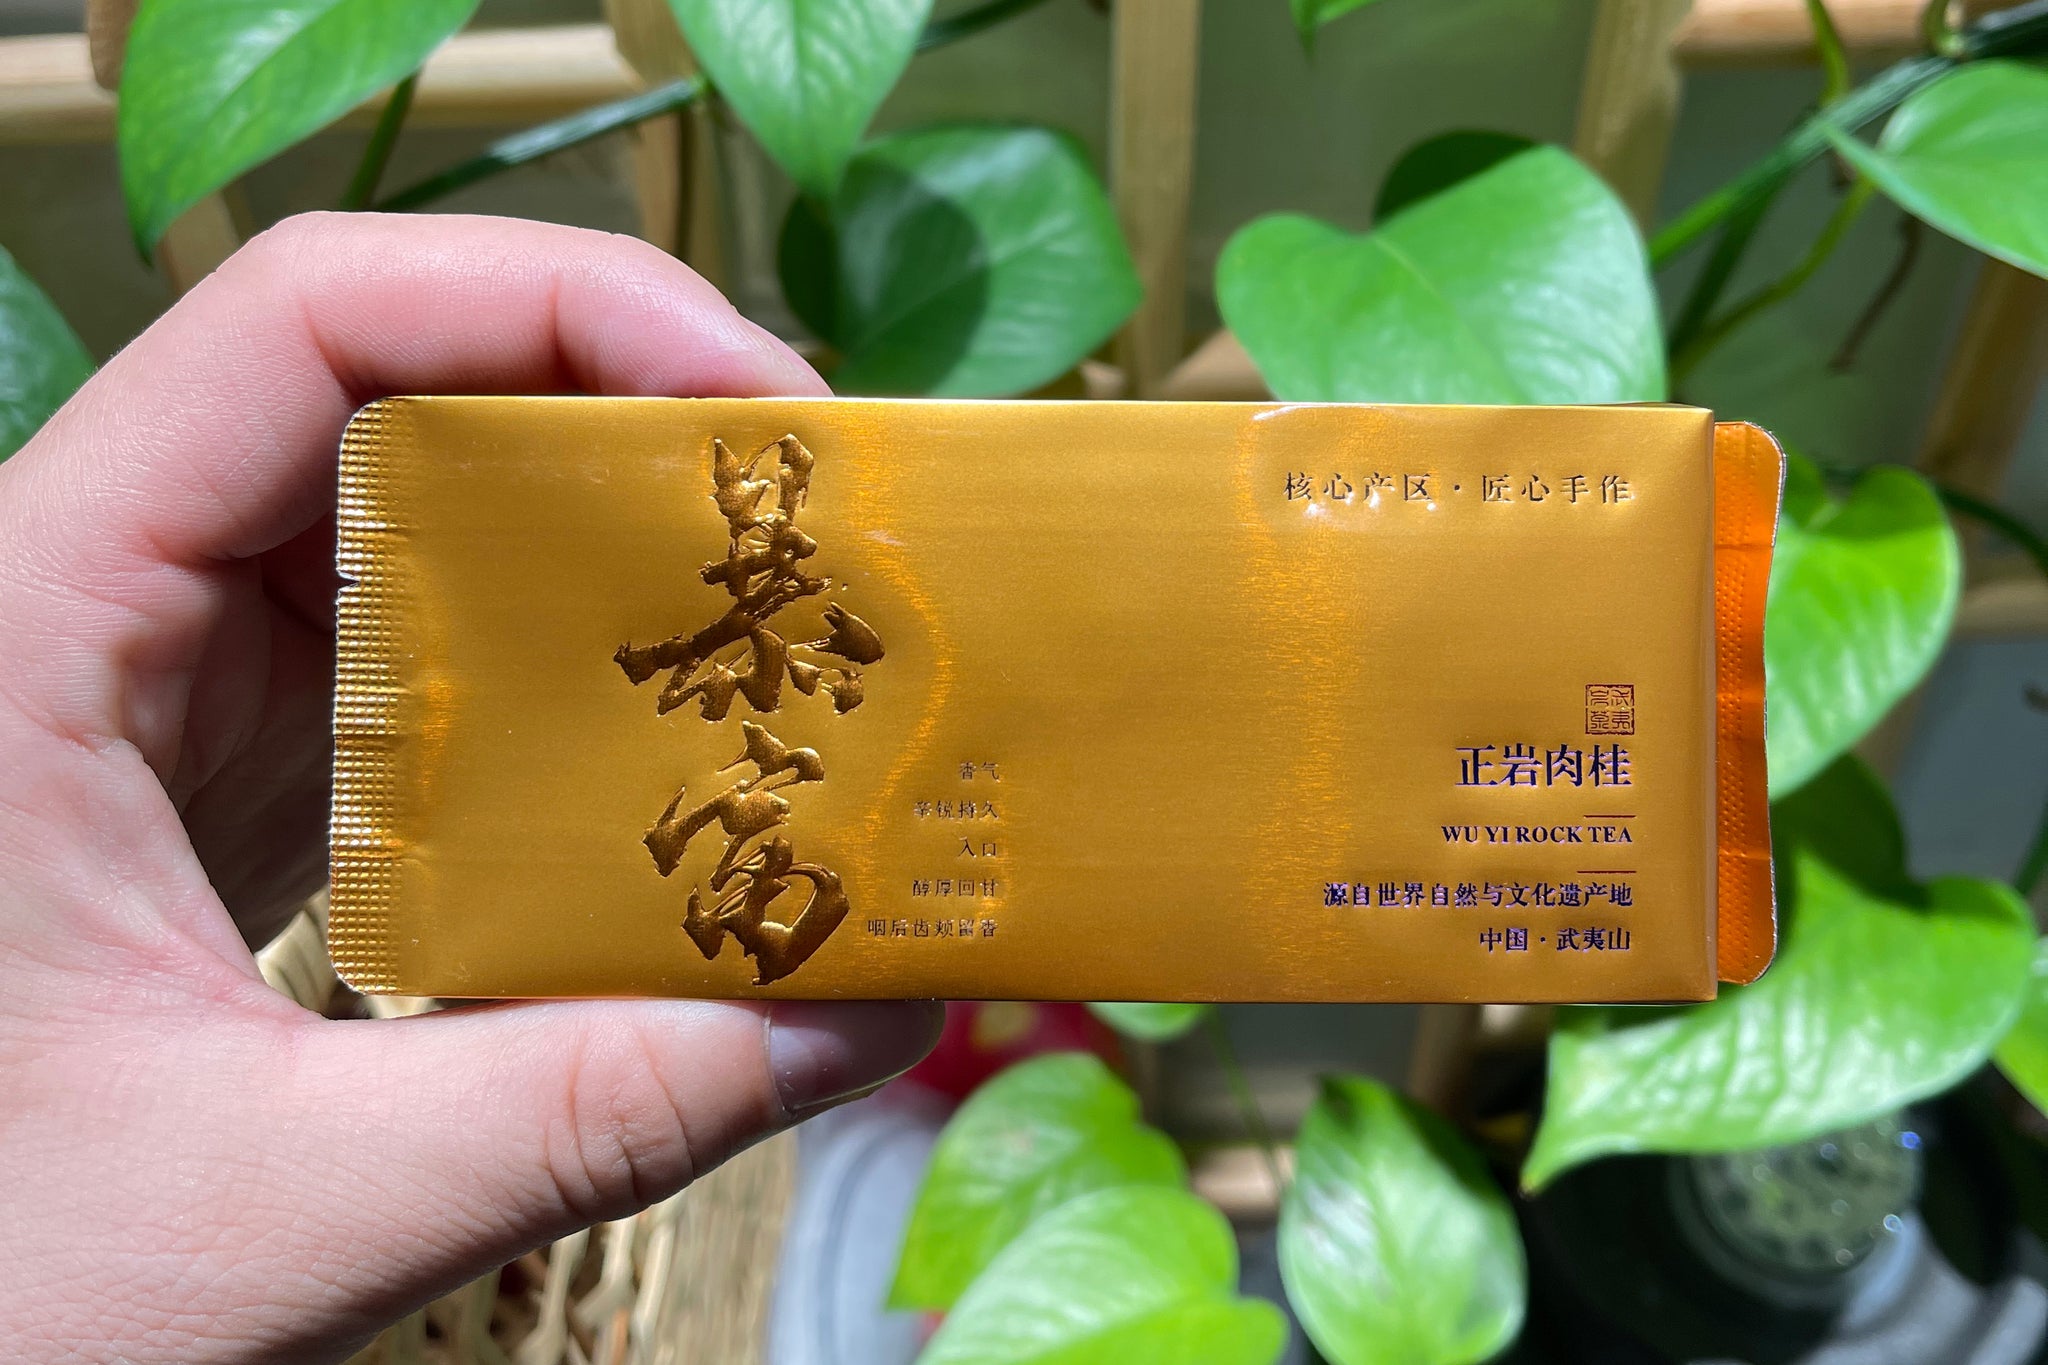 暴富
香气
辛锐持久
入口
醇厚回甘
咽后齿颊留香
核心产区·匠心手作
正岩肉桂
WU YI ROCK TEA
源自世界自然与文化遗产地
中国·武夷山